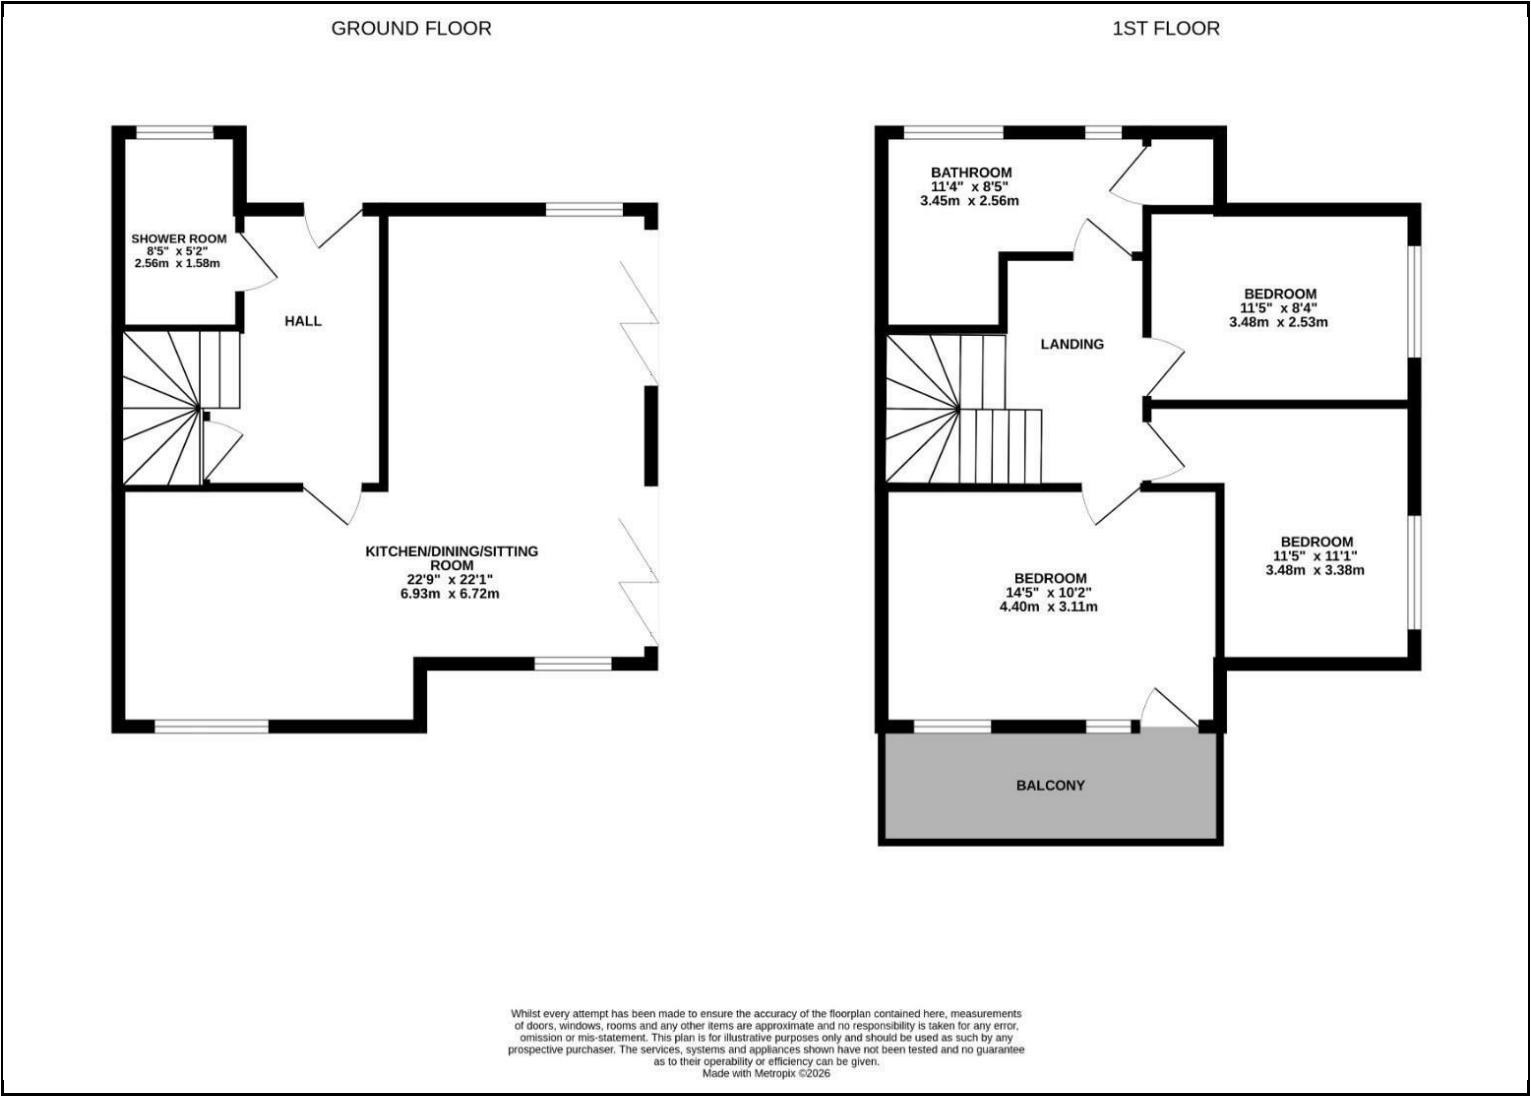 GROUND FLOOR
1ST FLOOR
SHOWER ROOM
8'5" x 5'2"
2.56m x 1.58m
HALL
KITCHEN/DINING/SITTING
ROOM
22'9" x 22'1"
6.93m x 6.72m
BATHROOM
11'4" x 8'5"
3.45m x 2.56m
BEDROOM
11'5" x 8'4"
3.48m x 2.53m
LANDING
BEDROOM
11'5" x 11'1"
3.48m x 3.38m
BEDROOM
14'5" x 10'2"
4.40m x 3.11m
BALCONY
Whilst every attempt has been made to ensure the accuracy of the floorplan contained here, measurements
of doors, windows, rooms and any other items are approximate and no responsibility is taken for any error,
omission or mis-statement. This plan is for illustrative purposes only and should be used as such by any
prospective purchaser. The services, systems and appliances shown have not been tested and no guarantee
as to their operability or efficiency can be given.
Made with Metropix ©2026